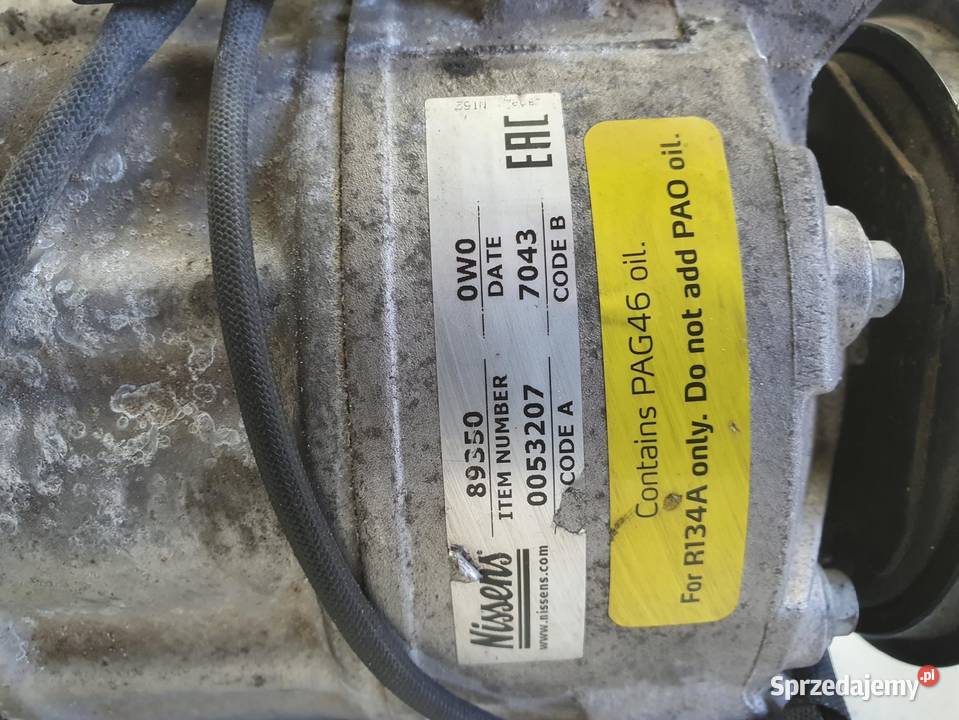 Nissens
www.nissens.com
89350
ITEM NUMBER
0W0
DATE
0053207
CODE A
7043
CODE B
EAC
Contains PAG46 oil.
For R134A only. Do not add PAO oil.
Sprzedajemy.pl